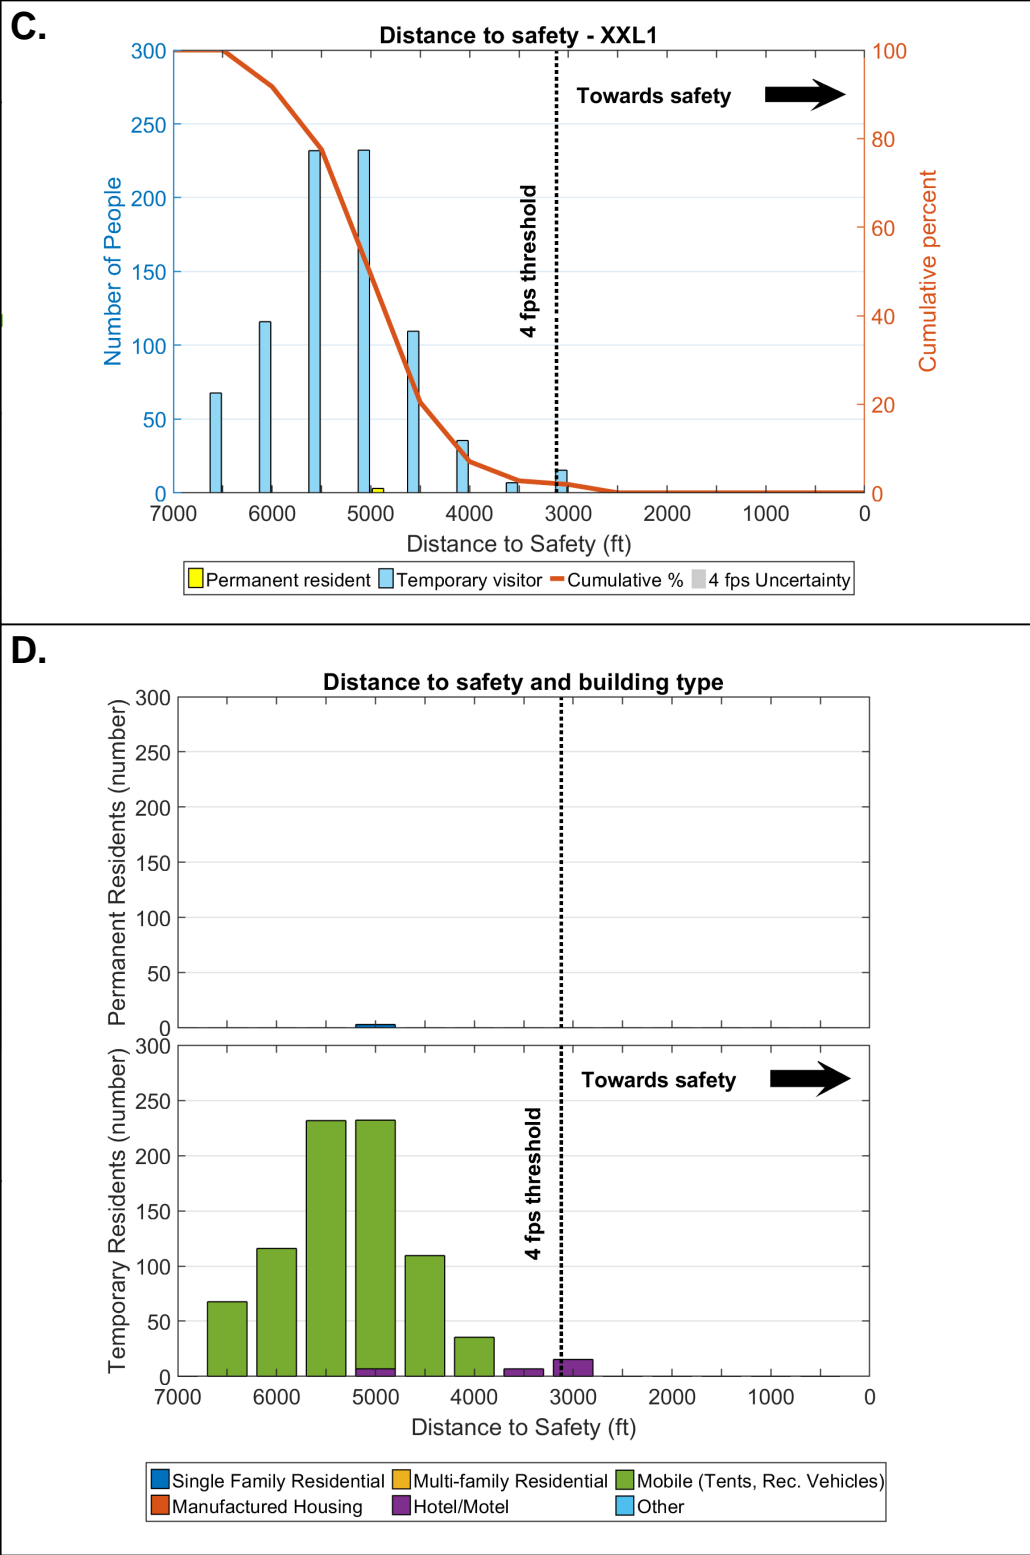 C.
Distance to safety - XXL1
300
250
200
150
100
50
0
Number of People
100
80
60
40
20
0
Cumulative percent
Towards safety
4 fps threshold
7000 6000 5000 4000 3000 2000 1000 0
Distance to Safety (ft)
Permanent resident Temporary visitor Cumulative % 4 fps Uncertainty
D.
Distance to safety and building type
300
250
200
150
100
50
0
Permanent Residents (number)
300
250
200
150
100
50
0
Temporary Residents (number)
Towards safety
4 fps threshold
7000 6000 5000 4000 3000 2000 1000 0
Distance to Safety (ft)
Single Family Residential Multi-family Residential Mobile (Tents, Rec. Vehicles)
Manufactured Housing Hotel/Motel Other